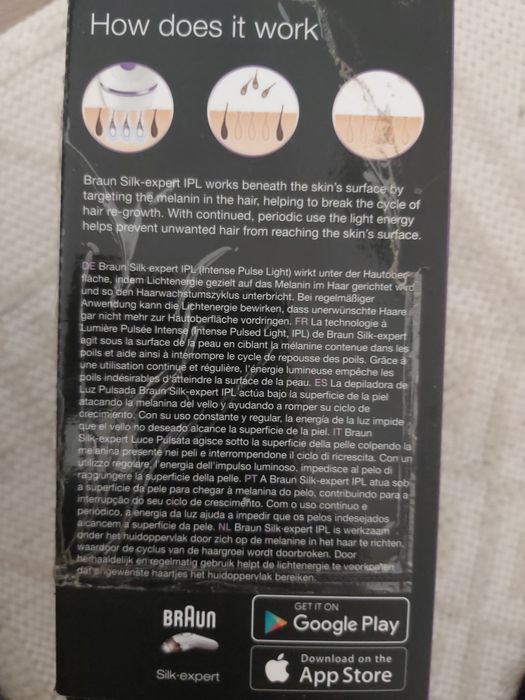 How does it work
Braun Silk-expert IPL works beneath the skin's surface by
targeting the melanin in the hair, helping to break the cycle of
hair re-growth. With continued, periodic use the light energy
helps prevent unwanted hair from reaching the skin's surface.
DE Braun Silk-expert IPL (Intense Pulse Light) wirkt unter der Hautober-
fläche, indem Lichtenergie gezielt auf das Melanin im Haar gerichtet wird
und so den Haarwachstumszyklus unterbricht. Bei regelmäßiger
Anwendung kann die Lichtenergie bewirken, dass unerwünschte Haare
gar nicht mehr zur Hautoberfläche vordringen. FR La technologie à
Lumière Pulsée Intense (Intense Pulsed Light, IPL) de Braun Silk-expert
agit sous la surface de la peau en ciblant la mélanine contenue dans les
poils et aide ainsi à interrompre le cycle de repousse des poils. Grâce à
une utilisation continue et régulière, l'énergie lumineuse empêche les
poils indésirables d'atteindre la surface de la peau. ES La depiladora de
Luz Pulsada Braun Silk-expert IPL actúa bajo la superficie de la piel
atacando la melanina del vello y ayudando a romper su ciclo de
crecimiento. Con su uso constante y regular, la energía de la luz impide
que el vello no deseado alcance la superficie de la piel. IT Braun
Silk-expert Luce Pulsata agisce sotto la superficie della pelle colpendo la
melanina presente nei peli e interrompendone il ciclo di ricrescita. Con un
utilizzo regolare, l'energia dell'impulso luminoso, impedisce al pelo di
raggiungere la superficie della pelle. PT A Braun Silk-expert IPL atua sob
a superfície da pele para chegar à melanina do pelo, contribuindo para a
interrupção do seu ciclo de crescimento. Com o uso contínuo e
periódico, a energia da luz ajuda a impedir que os pelos indesejados
alcancem a superfície da pele. NL Braun Silk-expert IPL is werkzaam
onder het huidoppervlak door zich op de melanine in het haar te richten,
waardoor de cyclus van de haargroei wordt doorbroken. Door
herhaaldelijk en regelmatig gebruik helpt de lichtenergie te voorkomen
dat ongewenste haartjes het huidoppervlak bereiken.
BRAUN
Silk-expert
GET IT ON
Google Play
Download on the
App Store